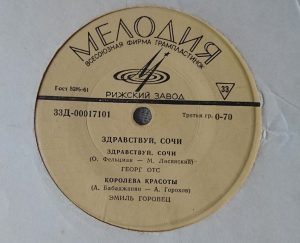 МЕЛОДИЯ
ВСЕСОЮЗНАЯ ФИРМА ГРАМПЛАСТИНОК
Гост 5289-61
33
РИЖСКИЙ ЗАВОД
33Д-00017101
Третья гр. 0-70
ЗДРАВСТВУЙ, СОЧИ
ЗДРАВСТВУЙ, СОЧИ
(О. Фельцман — М. Лисянский)
ГЕОРГ ОТС
КОРОЛЕВА КРАСОТЫ
(А. Бабаджанян — А. Горохов)
ЭМИЛЬ ГОРОВЕЦ